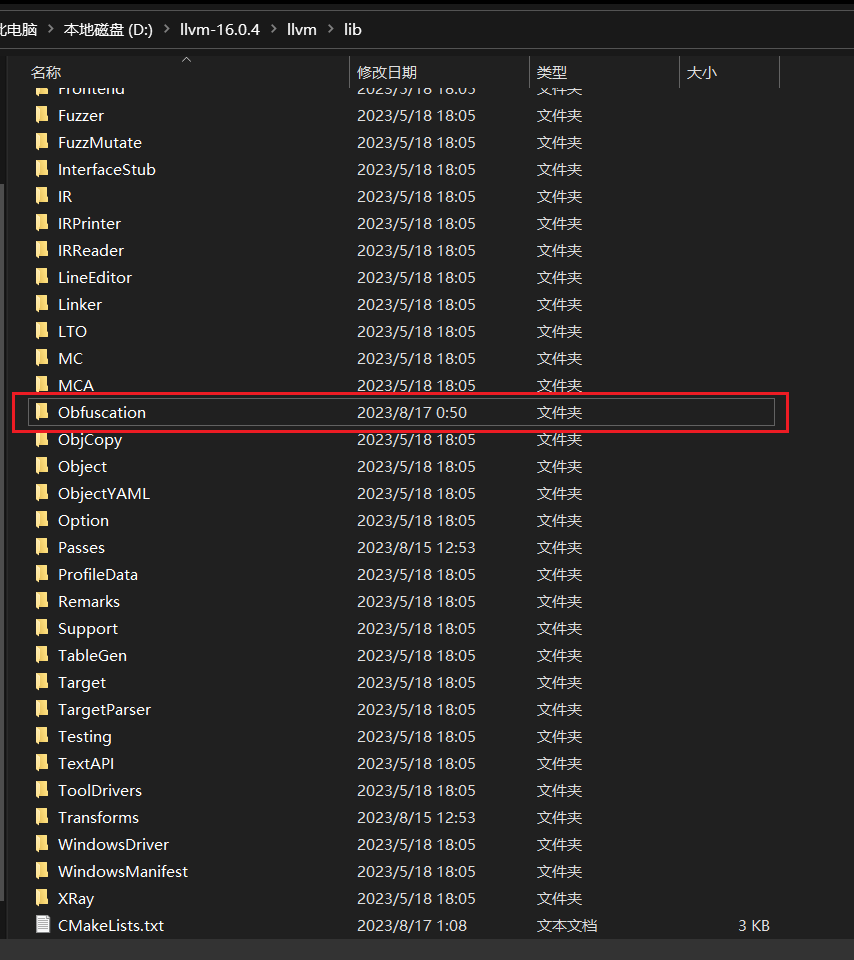 此电脑 > 本地磁盘 (D:) > llvm-16.0.4 > llvm > lib
名称 修改日期 类型 大小
Frontend 2023/5/18 18:05 文件夹
Fuzzer 2023/5/18 18:05 文件夹
FuzzMutate 2023/5/18 18:05 文件夹
InterfaceStub 2023/5/18 18:05 文件夹
IR 2023/5/18 18:05 文件夹
IRPrinter 2023/5/18 18:05 文件夹
IRReader 2023/5/18 18:05 文件夹
LineEditor 2023/5/18 18:05 文件夹
Linker 2023/5/18 18:05 文件夹
LTO 2023/5/18 18:05 文件夹
MC 2023/5/18 18:05 文件夹
MCA 2023/5/18 18:05 文件夹
Obfuscation 2023/8/17 0:50 文件夹
ObjCopy 2023/5/18 18:05 文件夹
Object 2023/5/18 18:05 文件夹
ObjectYAML 2023/5/18 18:05 文件夹
Option 2023/5/18 18:05 文件夹
Passes 2023/8/15 12:53 文件夹
ProfileData 2023/5/18 18:05 文件夹
Remarks 2023/5/18 18:05 文件夹
Support 2023/5/18 18:05 文件夹
TableGen 2023/5/18 18:05 文件夹
Target 2023/5/18 18:05 文件夹
TargetParser 2023/5/18 18:05 文件夹
Testing 2023/5/18 18:05 文件夹
TextAPI 2023/5/18 18:05 文件夹
ToolDrivers 2023/5/18 18:05 文件夹
Transforms 2023/8/15 12:53 文件夹
WindowsDriver 2023/5/18 18:05 文件夹
WindowsManifest 2023/5/18 18:05 文件夹
XRay 2023/5/18 18:05 文件夹
CMakeLists.txt 2023/8/17 1:08 文本文档 3 KB